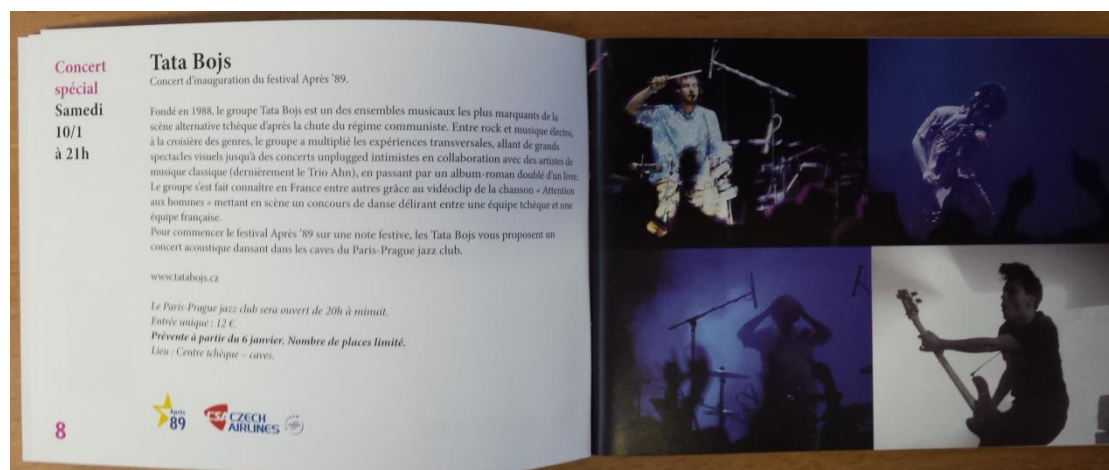 Concert
spécial
Samedi
10/1
à 21h
Tata Bojs
Concert d'inauguration du festival Après '89.
Fondé en 1988, le groupe Tata Bojs est un des ensembles musicaux les plus marquants de la
scène alternative tchèque d'après la chute du régime communiste. Entre rock et musique électro,
à la croisière des genres, le groupe a multiplié les expériences transversales, allant de grands
spectacles visuels jusqu'à des concerts unplugged intimistes en collaboration avec des artistes de
musique classique (dernièrement le Trio Ahn), en passant par un album-roman doublé d'un livre.
Le groupe s'est fait connaître en France entre autres grâce au vidéoclip de la chanson « Attention
aux hommes » mettant en scène un concours de danse délirant entre une équipe tchèque et une
équipe française.
Pour commencer le festival Après '89 sur une note festive, les Tata Bojs vous proposent un
concert acoustique dansant dans les caves du Paris-Prague jazz club.
www.tatabojs.cz
Le Paris-Prague jazz club sera ouvert de 20h à minuit.
Entrée unique : 12 €.
Prévente à partir du 6 janvier. Nombre de places limité.
Lieu : Centre tchèque – caves.
Après
89
CSA CZECH
AIRLINES
8